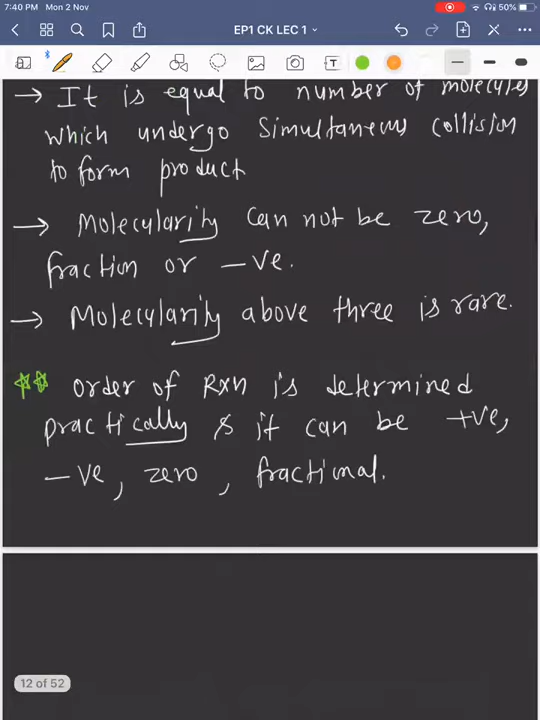 7:40 PM Mon 2 Nov
50%
EP1 CK LEC 1
T
→ It is equal to number of molecules
which undergo simultaneous collision
to form product
→ Molecularity can not be zero,
fraction or -ve.
→ Molecularity above three is rare.
** Order of Rxn is determined
practically & it can be +ve,
-ve, zero, fractional.
12 of 52